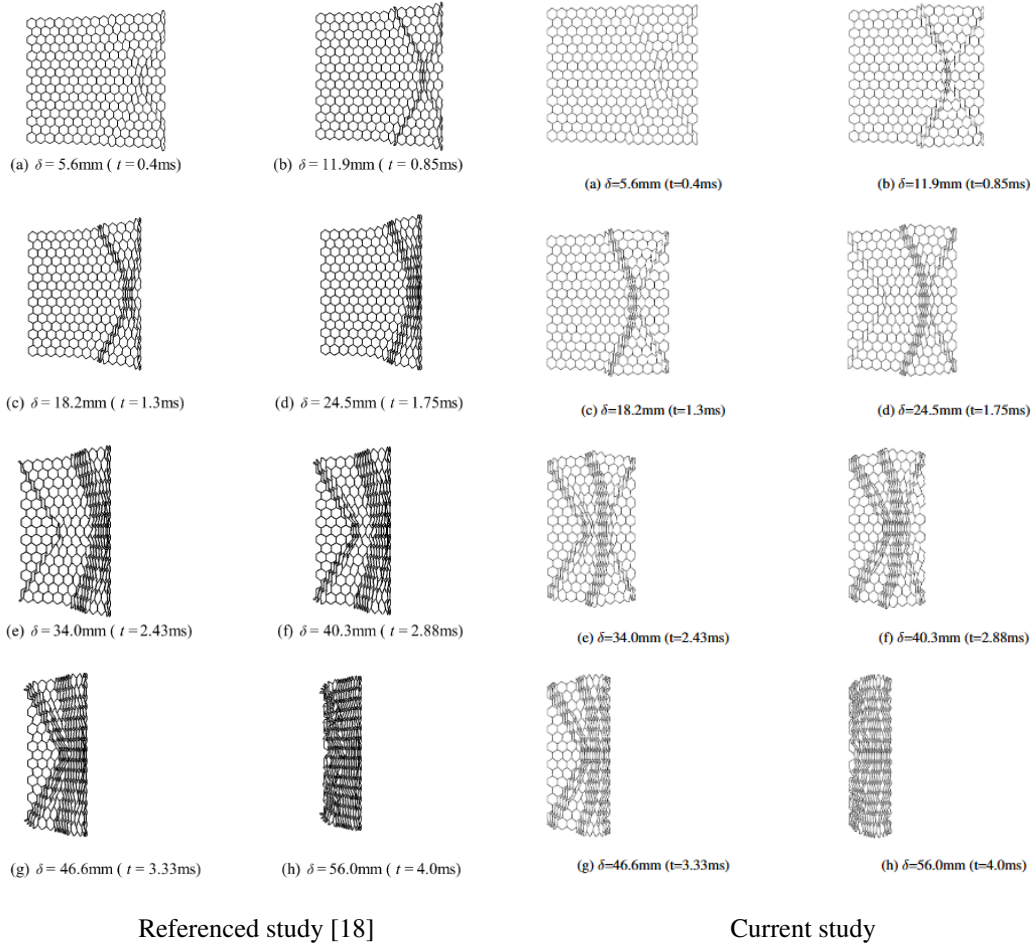 (a) δ = 5.6mm ( t = 0.4ms)
(b) δ = 11.9mm ( t = 0.85ms)
(a) δ=5.6mm (t=0.4ms)
(b) δ=11.9mm (t=0.85ms)
(c) δ = 18.2mm ( t = 1.3ms)
(d) δ = 24.5mm ( t = 1.75ms)
(c) δ=18.2mm (t=1.3ms)
(d) δ=24.5mm (t=1.75ms)
(e) δ = 34.0mm ( t = 2.43ms)
(f) δ = 40.3mm ( t = 2.88ms)
(e) δ=34.0mm (t=2.43ms)
(f) δ=40.3mm (t=2.88ms)
(g) δ = 46.6mm ( t = 3.33ms)
(h) δ = 56.0mm ( t = 4.0ms)
(g) δ=46.6mm (t=3.33ms)
(h) δ=56.0mm (t=4.0ms)
Referenced study [18]
Current study